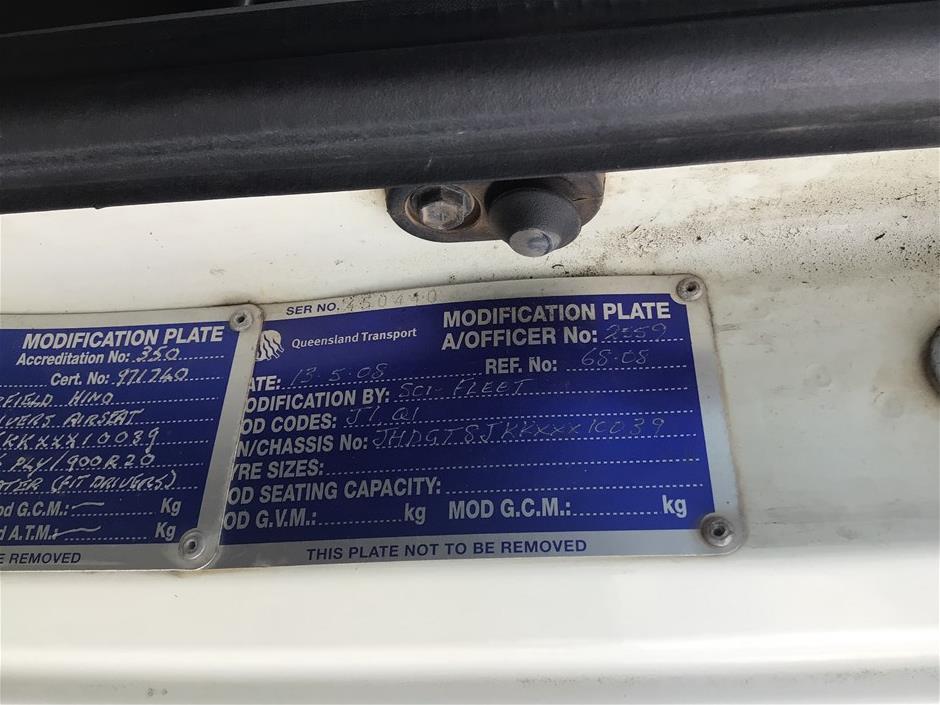 MODIFICATION PLATE
Accreditation No: 350
Cert. No: 971740
FIELD HINO
IVERS AIRSEAT
KKXXX10039
PLY/900R20
ATER (FIT DRIVERS)
od G.C.M.: — Kg
d A.T.M.: — Kg
E REMOVED
SER NO. 250440
Queensland Transport
MODIFICATION PLATE
A/OFFICER No: 2559
REF. No: 68-08
ATE: 13.5.08
ODIFICATION BY: SCI-FLEET
OD CODES: J1, Q1
N/CHASSIS No: JHDGT8JKKXXX10039
YRE SIZES:
OD SEATING CAPACITY:
OD G.V.M.: kg MOD G.C.M.: kg
THIS PLATE NOT TO BE REMOVED